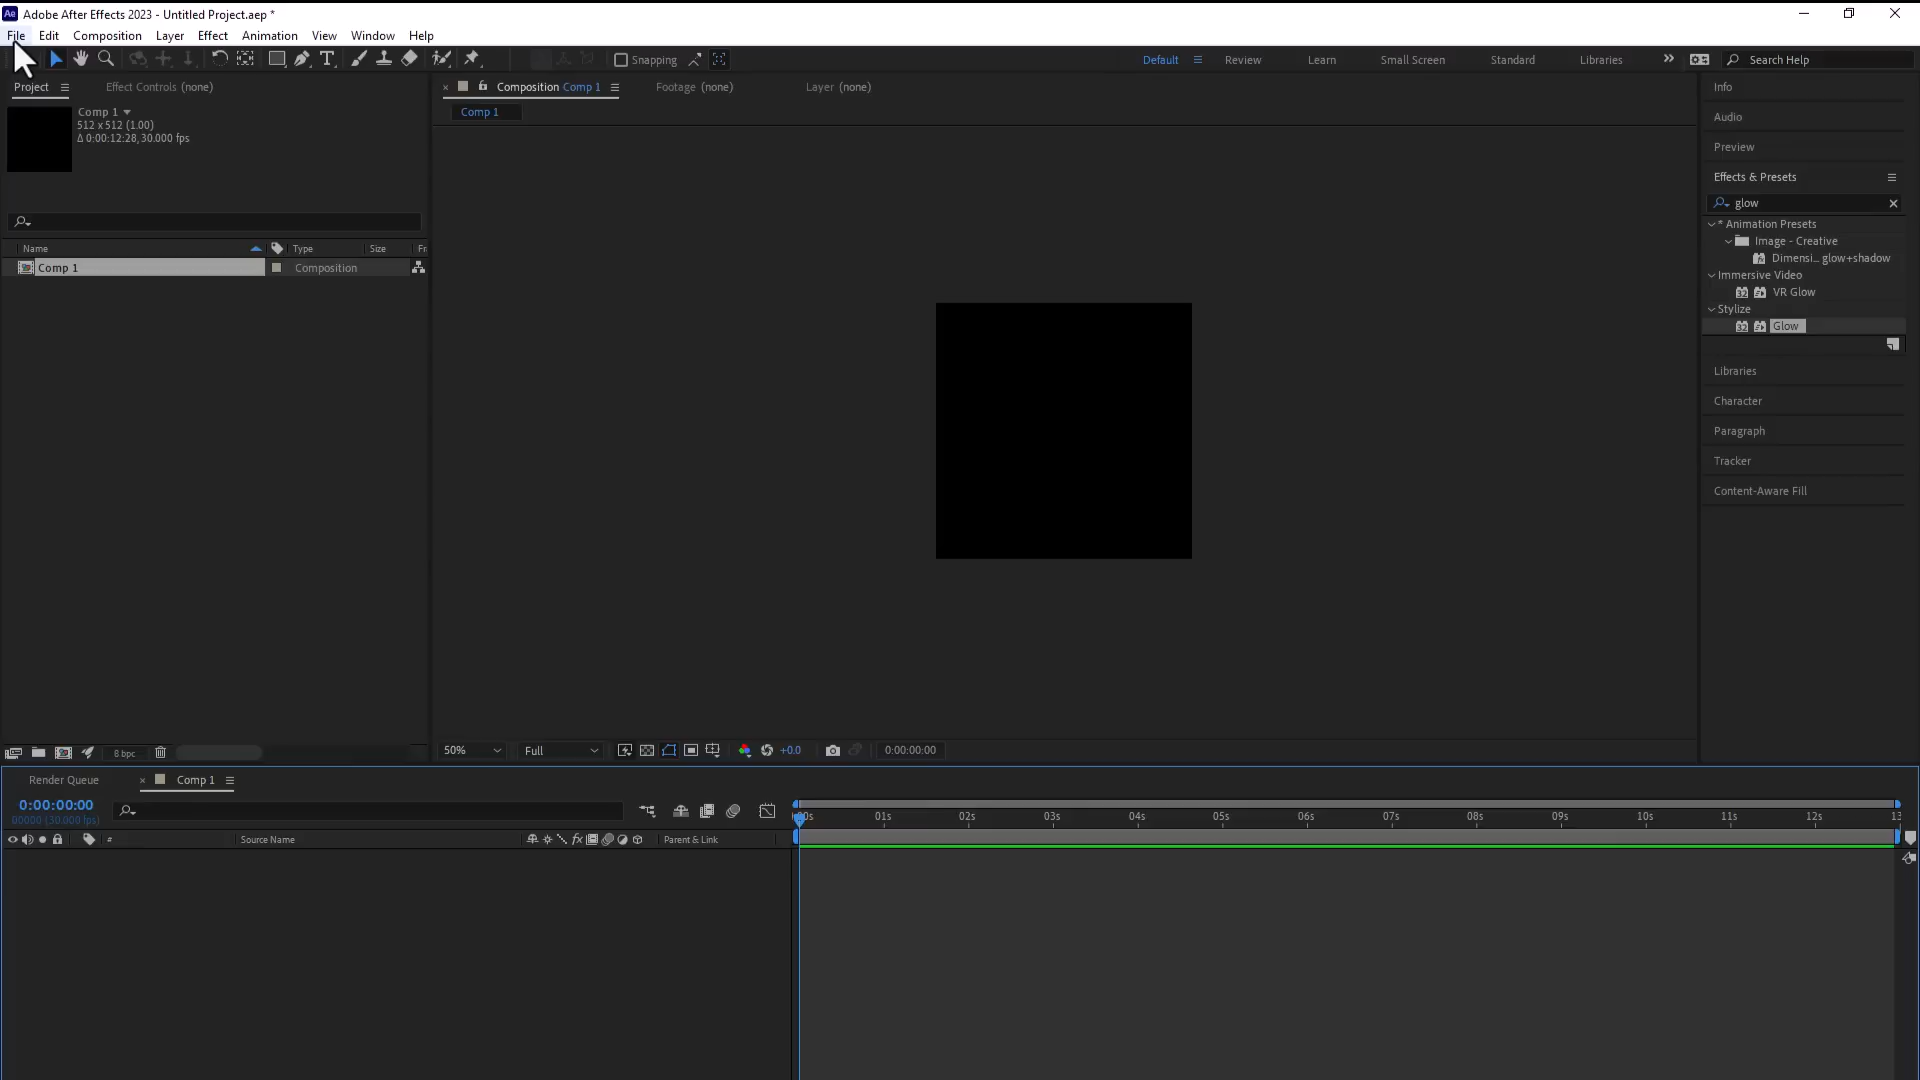 Ae Adobe After Effects 2023 - Untitled Project.aep *
File Edit Composition Layer Effect Animation View Window Help
Snapping Default Review Learn Small Screen Standard Libraries » Search Help
Project Effect Controls (none) × Composition Comp 1 Footage (none) Layer (none)
Comp 1
512 x 512 (1.00)
Δ 0:00:12:28, 30.000 fps
Comp 1
Info
Audio
Preview
Effects & Presets
glow
* Animation Presets
Image - Creative
Dimensi... glow+shadow
Immersive Video
32 VR Glow
Stylize
32 Glow
Libraries
Character
Paragraph
Tracker
Content-Aware Fill
Name Type Size Fr
Comp 1 Composition
8 bpc
50% Full +0.0 0:00:00:00
Render Queue × Comp 1
0:00:00:00
00000 (30.000 fps)
# Source Name fx Parent & Link
01s 02s 03s 04s 05s 06s 07s 08s 09s 10s 11s 12s 13